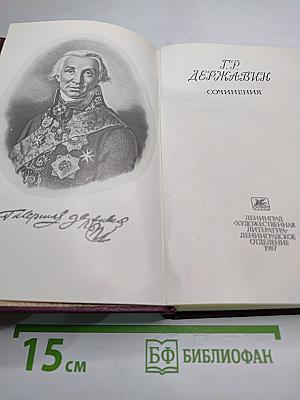 Г.Р.
ДЕРЖАВИН
СОЧИНЕНИЯ
ЛЕНИНГРАД
«ХУДОЖЕСТВЕННАЯ
ЛИТЕРАТУРА»
ЛЕНИНГРАДСКОЕ
ОТДЕЛЕНИЕ
1987
15 см
БФ БИБЛИОФАН